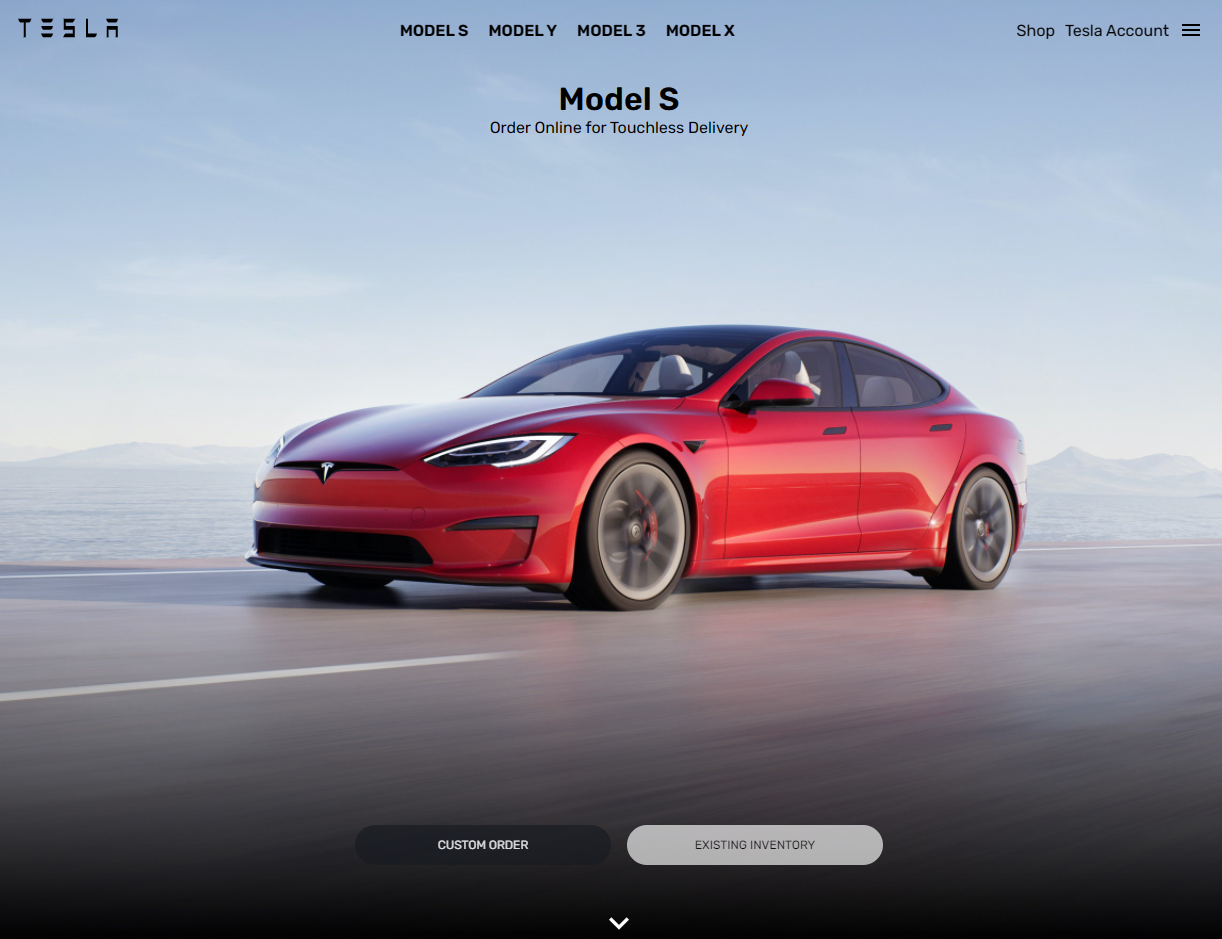 TESLA
MODEL S MODEL Y MODEL 3 MODEL X
Shop Tesla Account
Model S
Order Online for Touchless Delivery
CUSTOM ORDER
EXISTING INVENTORY